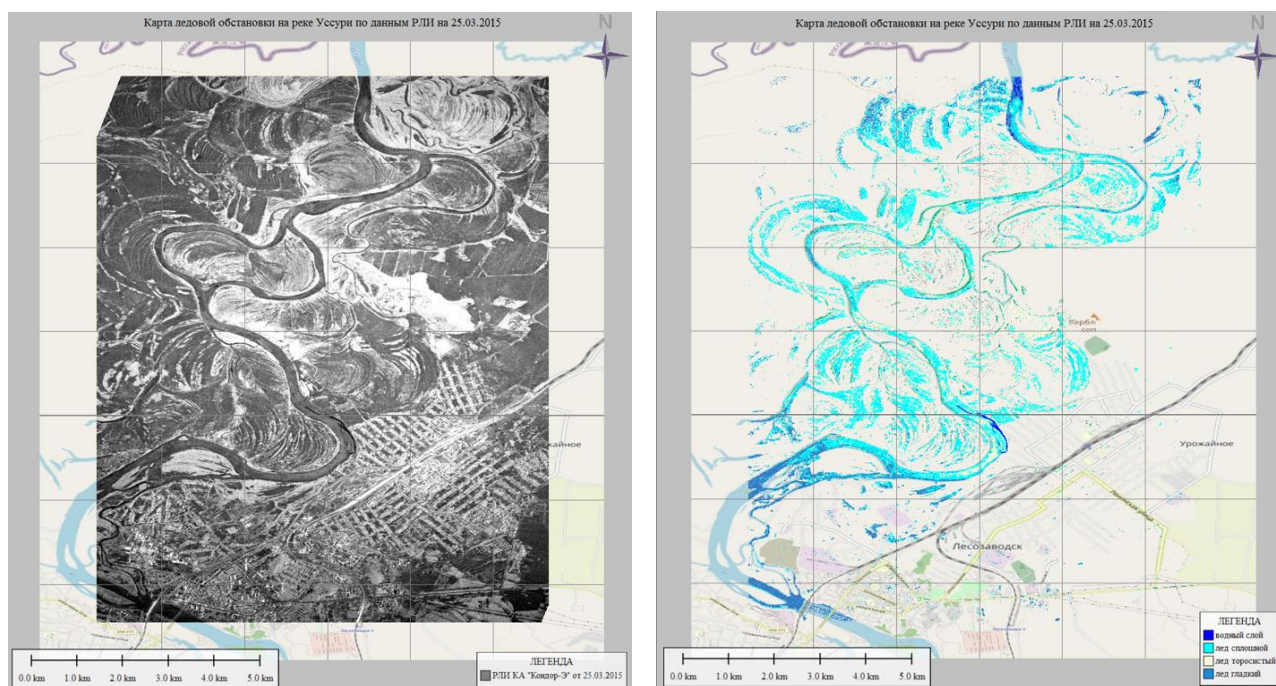 Карта ледовой обстановки на реке Уссури по данным РЛИ на 25.03.2015
N
жайное
0.0 km 1.0 km 2.0 km 3.0 km 4.0 km 5.0 km
ЛЕГЕНДА
РЛИ КА "Кондор-Э" от 25.03.2015
Карта ледовой обстановки на реке Уссури по данным РЛИ на 25.03.2015
N
Урожайное
Лесозаводск
0.0 km 1.0 km 2.0 km 3.0 km 4.0 km 5.0 km
ЛЕГЕНДА
водный слой
лед сплошной
лед торосистый
лед гладкий